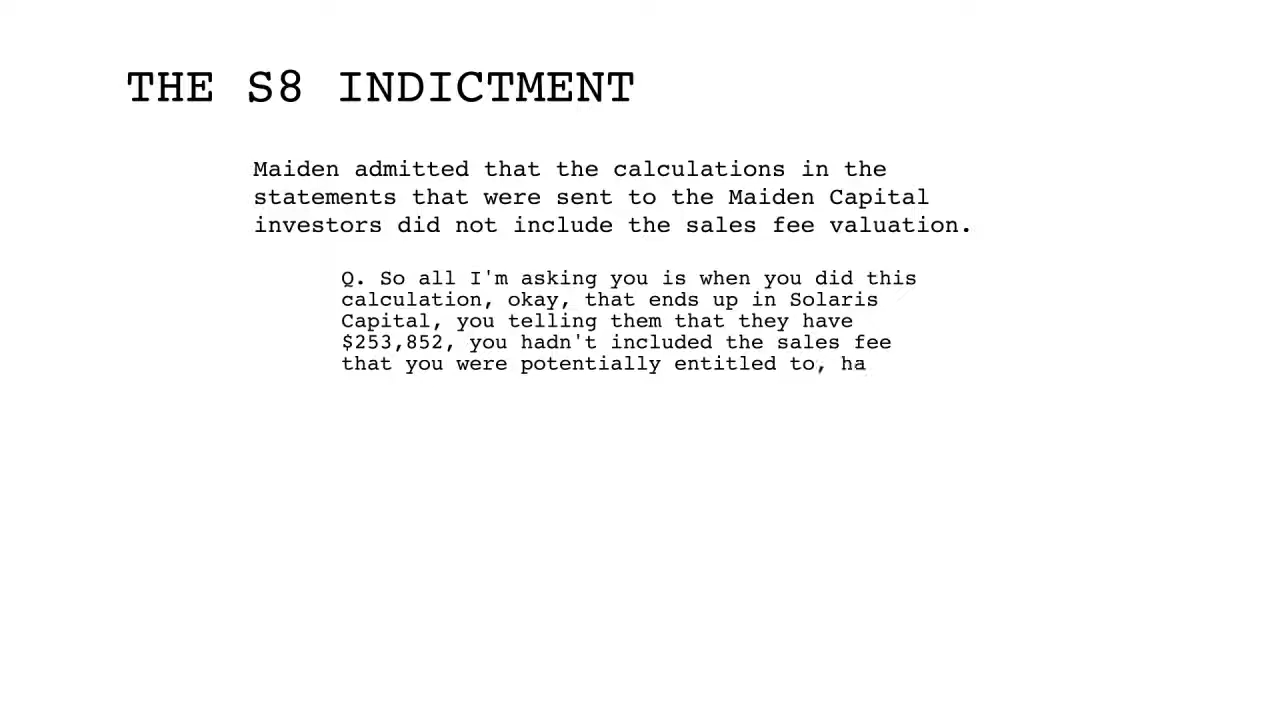 THE S8 INDICTMENT
Maiden admitted that the calculations in the
statements that were sent to the Maiden Capital
investors did not include the sales fee valuation.
Q. So all I'm asking you is when you did this
calculation, okay, that ends up in Solaris
Capital, you telling them that they have
$253,852, you hadn't included the sales fee
that you were potentially entitled to, ha